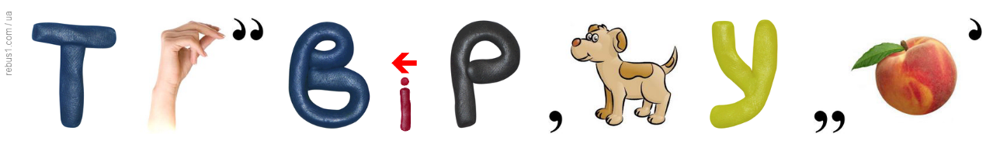 rebus1.com / ua
Т ,, В і Р , У ,, ,